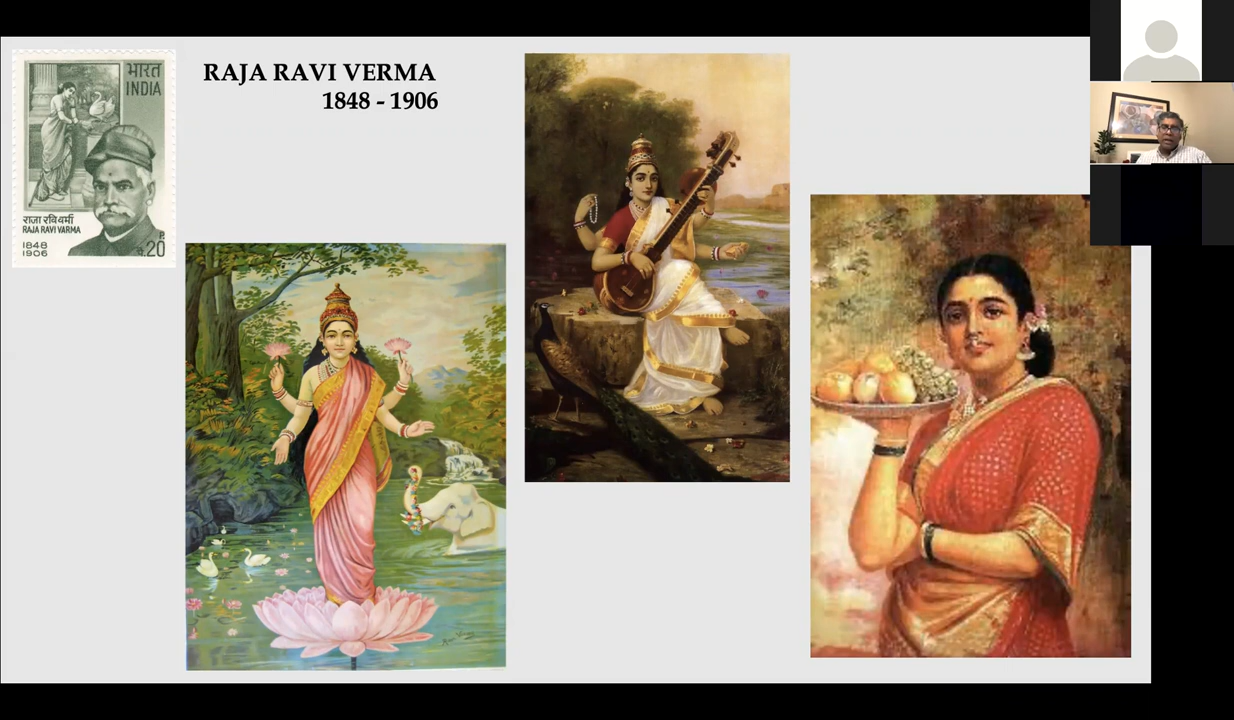 भारत
INDIA
राजा रवि वर्मा
RAJA RAVI VARMA
1848
1906
P.
प.20
RAJA RAVI VERMA
1848 - 1906